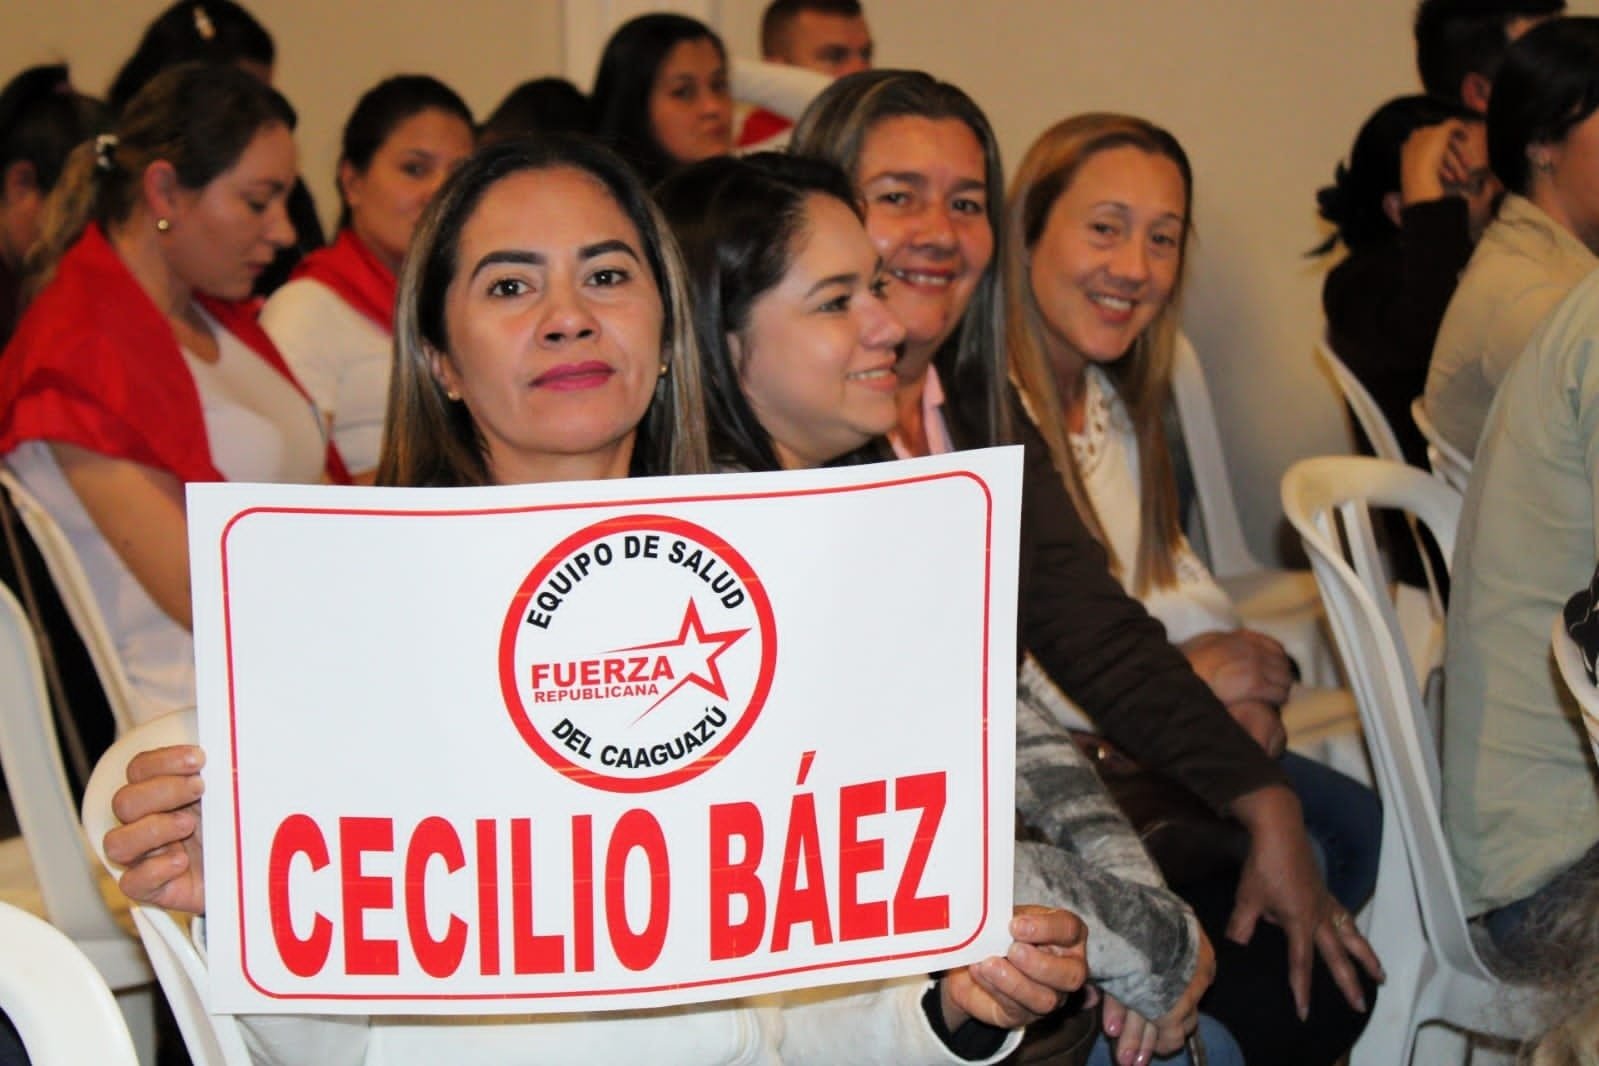 EQUIPO DE SALUD
FUERZA
REPUBLICANA
DEL CAAGUAZÚ
CECILIO BÁEZ